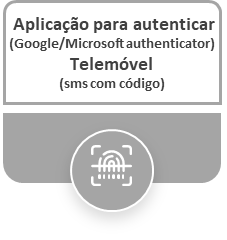 Aplicação para autenticar
(Google/Microsoft authenticator)
Telemóvel
(sms com código)